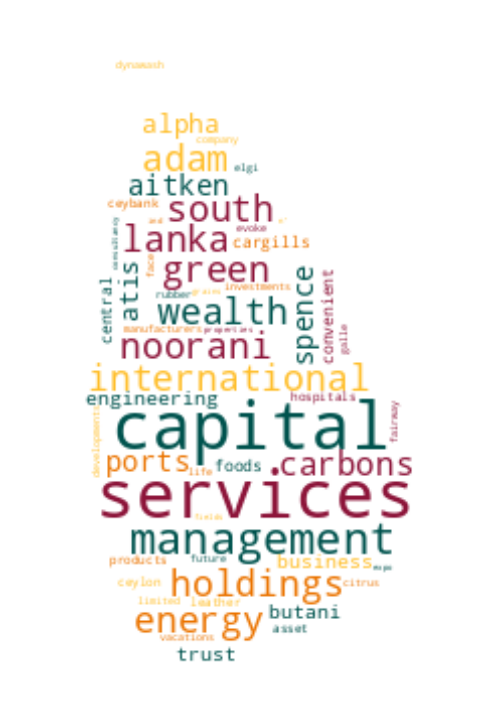 dynawash
alpha
company
adam
elgi
aitken
ceybank
south
and
n'
evoke
consultancy
lanka
cargills
face
green
atis
central
spence
convenient
investments
rubber
grains
wealth
manufacturers
properties
galle
noorani
international
engineering
hospitals
capital
fairway
developments
ports
life
foods
carbons
services
fields
management
products
future
business
expo
ceylon
holdings
citrus
limited
leather
energy
butani
asset
vacations
trust